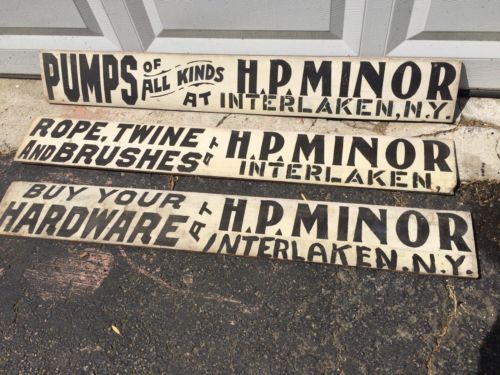 PUMPS OF ALL KINDS AT H.P. MINOR
INTERLAKEN, N.Y.
ROPE, TWINE AND BRUSHES AT H.P. MINOR
INTERLAKEN,
BUY YOUR HARDWARE AT H.P. MINOR
INTERLAKEN. N.Y.